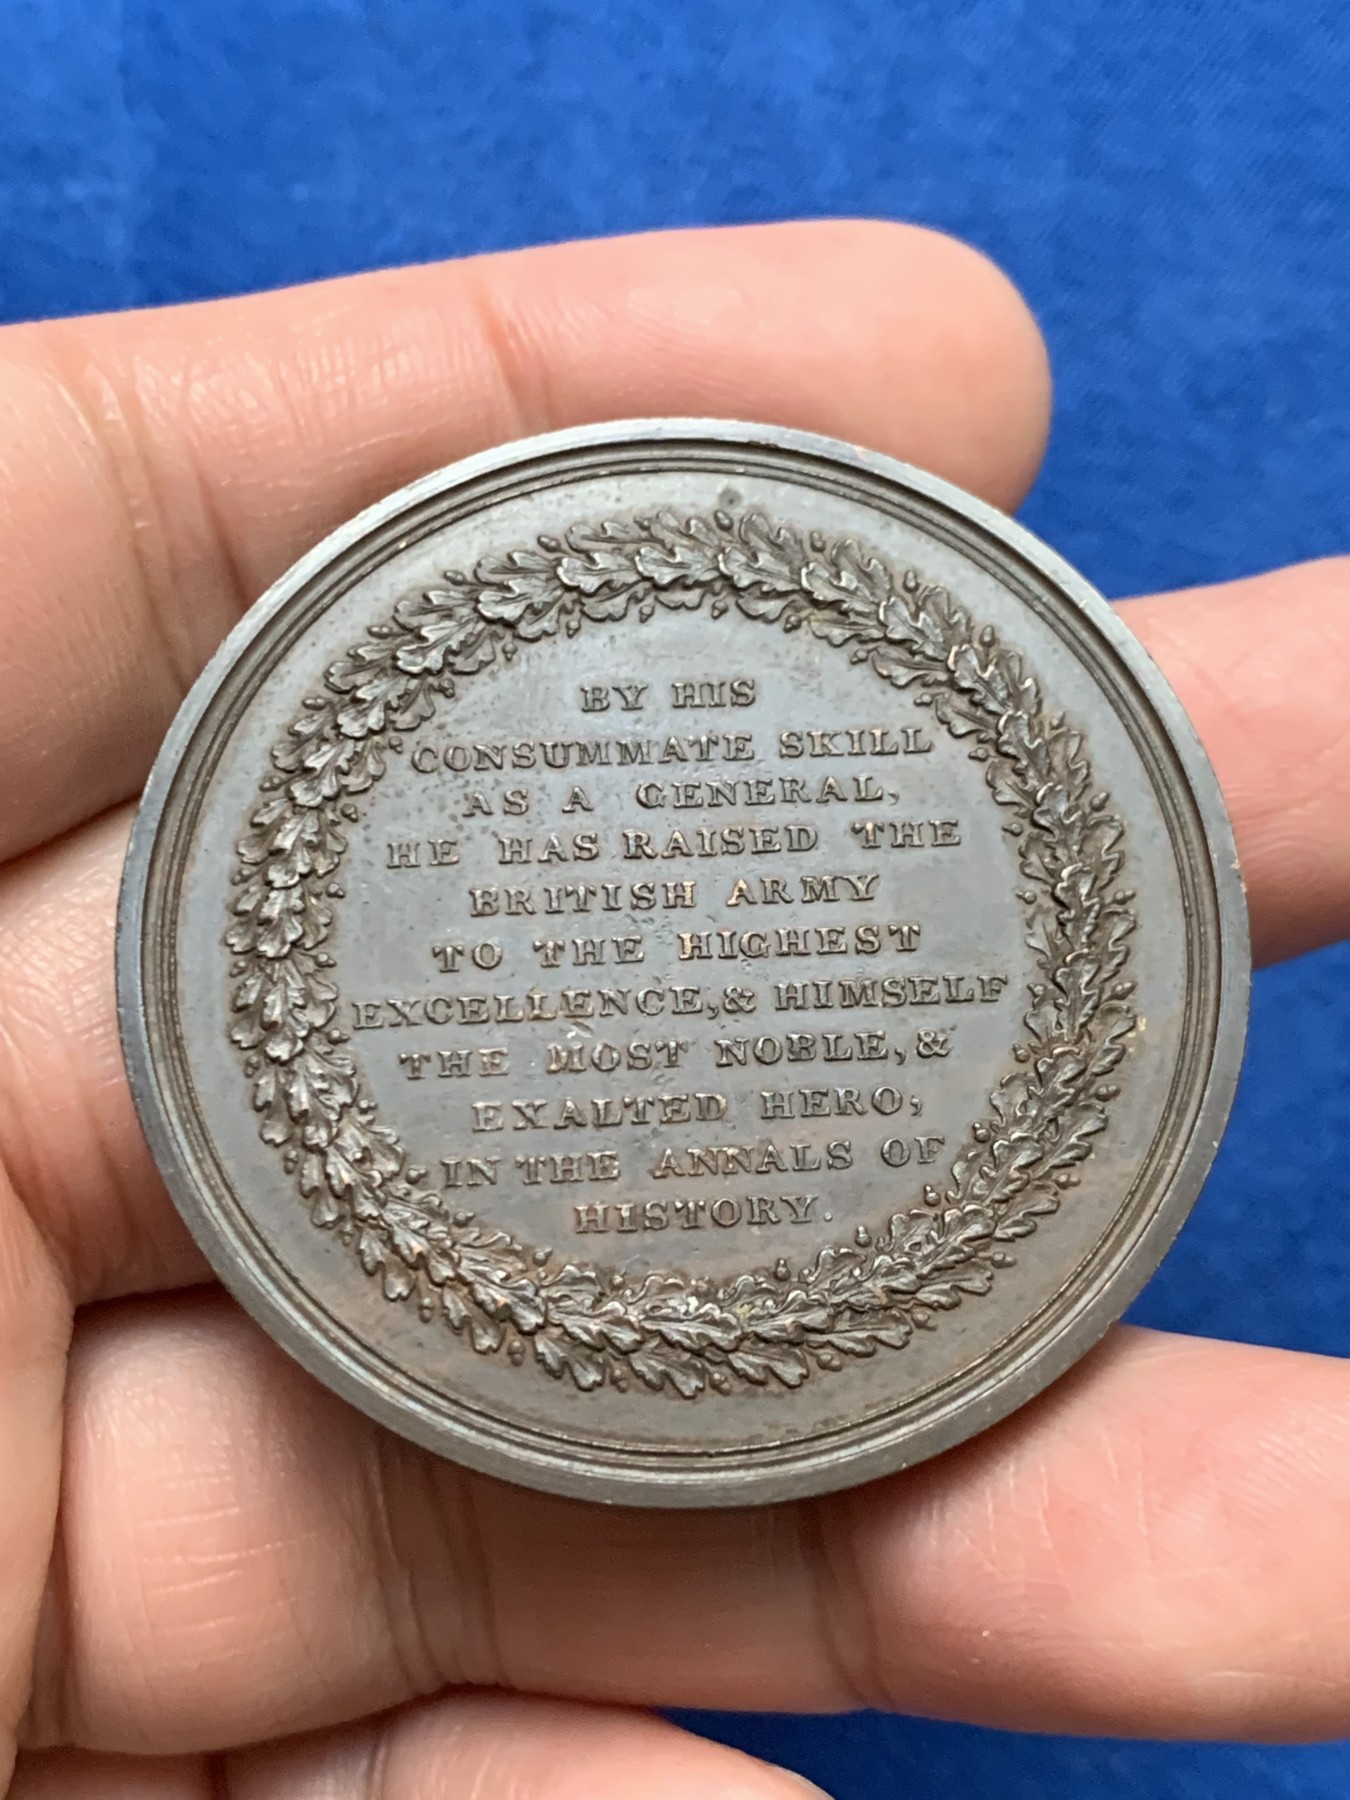 BY HIS
CONSUMMATE SKILL
AS A GENERAL,
HE HAS RAISED THE
BRITISH ARMY
TO THE HIGHEST
EXCELLENCE,& HIMSELF
THE MOST NOBLE,&
EXALTED HERO,
IN THE ANNALS OF
HISTORY.